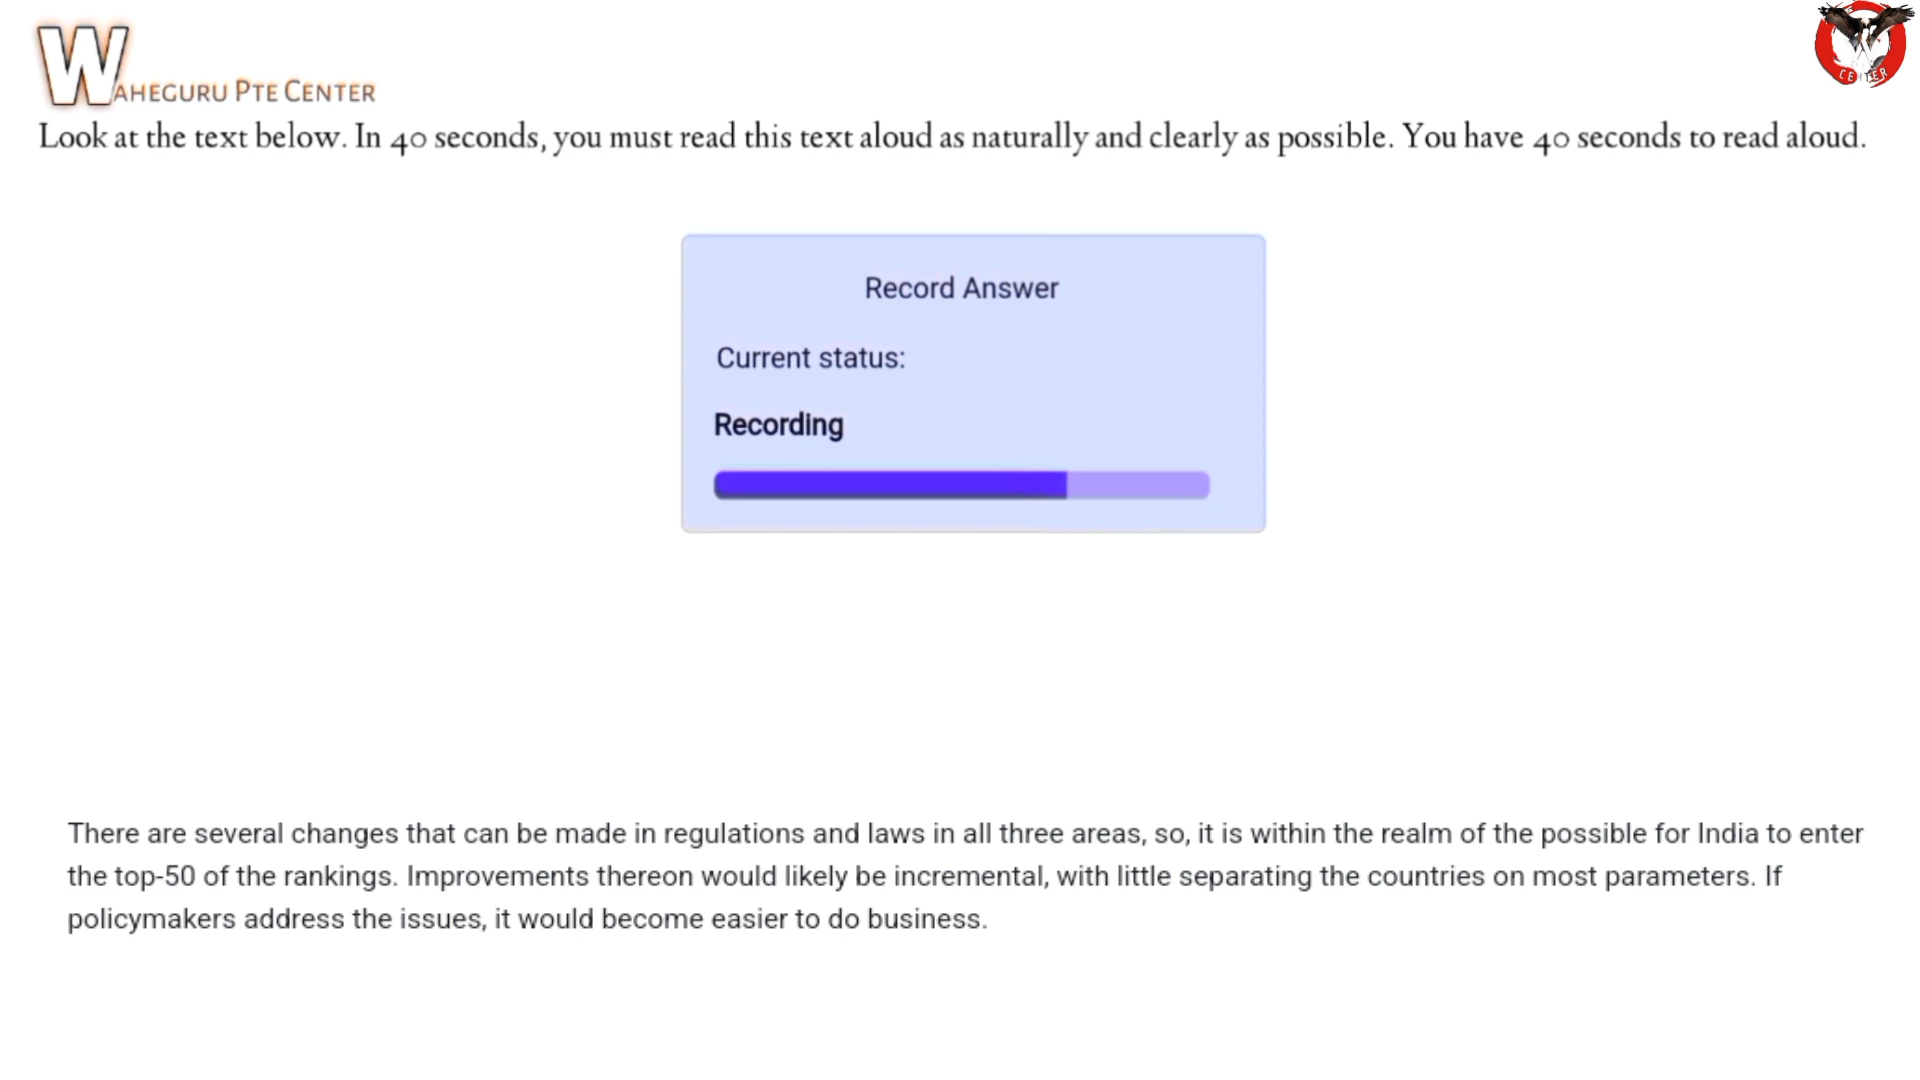 WAHEGURU PTE CENTER
CENTER
Look at the text below. In 40 seconds, you must read this text aloud as naturally and clearly as possible. You have 40 seconds to read aloud.
Record Answer
Current status:
Recording
There are several changes that can be made in regulations and laws in all three areas, so, it is within the realm of the possible for India to enter
the top-50 of the rankings. Improvements thereon would likely be incremental, with little separating the countries on most parameters. If
policymakers address the issues, it would become easier to do business.